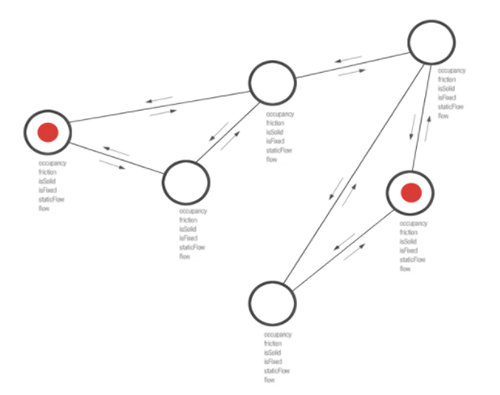 occupancy
friction
isSolid
isFixed
staticFlow
flow
occupancy
friction
isSolid
isFixed
staticFlow
flow
occupancy
friction
isSolid
isFixed
staticFlow
flow
occupancy
friction
isSolid
isFixed
staticFlow
flow
occupancy
friction
isSolid
isFixed
staticFlow
flow
occupancy
friction
isSolid
isFixed
staticFlow
flow